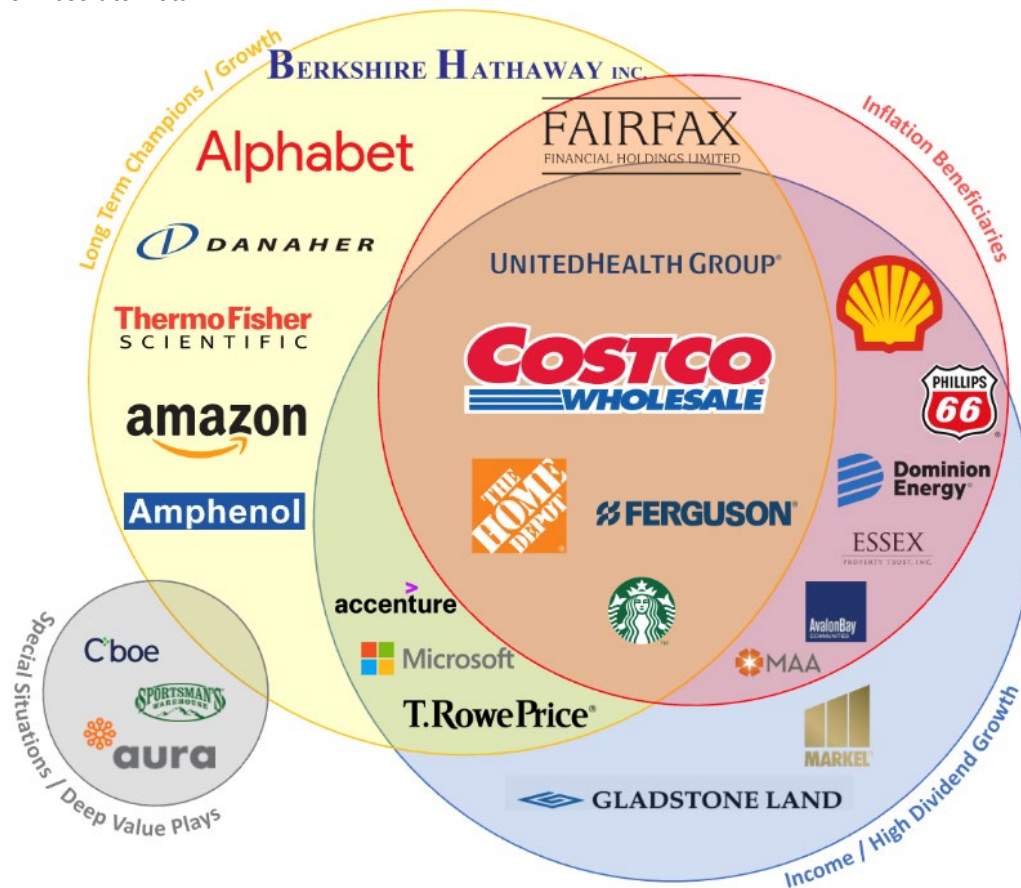 Long Term Champions / Growth
BERKSHIRE HATHAWAY INC.
Inflation Beneficiaries
FAIRFAX
FINANCIAL HOLDINGS LIMITED
Alphabet
DANAHER
UNITEDHEALTH GROUP®
ThermoFisher
SCIENTIFIC
COSTCO
WHOLESALE
PHILLIPS
66
amazon
Dominion
Energy®
Amphenol
THE
HOME
DEPOT
FERGUSON®
ESSEX
PROPERTY TRUST, INC.
accenture
AvalonBay
COMMUNITIES
Microsoft
MAA
T.RowePrice®
MARKEL®
GLADSTONE LAND
Income / High Dividend Growth
Special Situations / Deep Value Plays
Cboe
SPORTSMAN'S
WAREHOUSE
aura